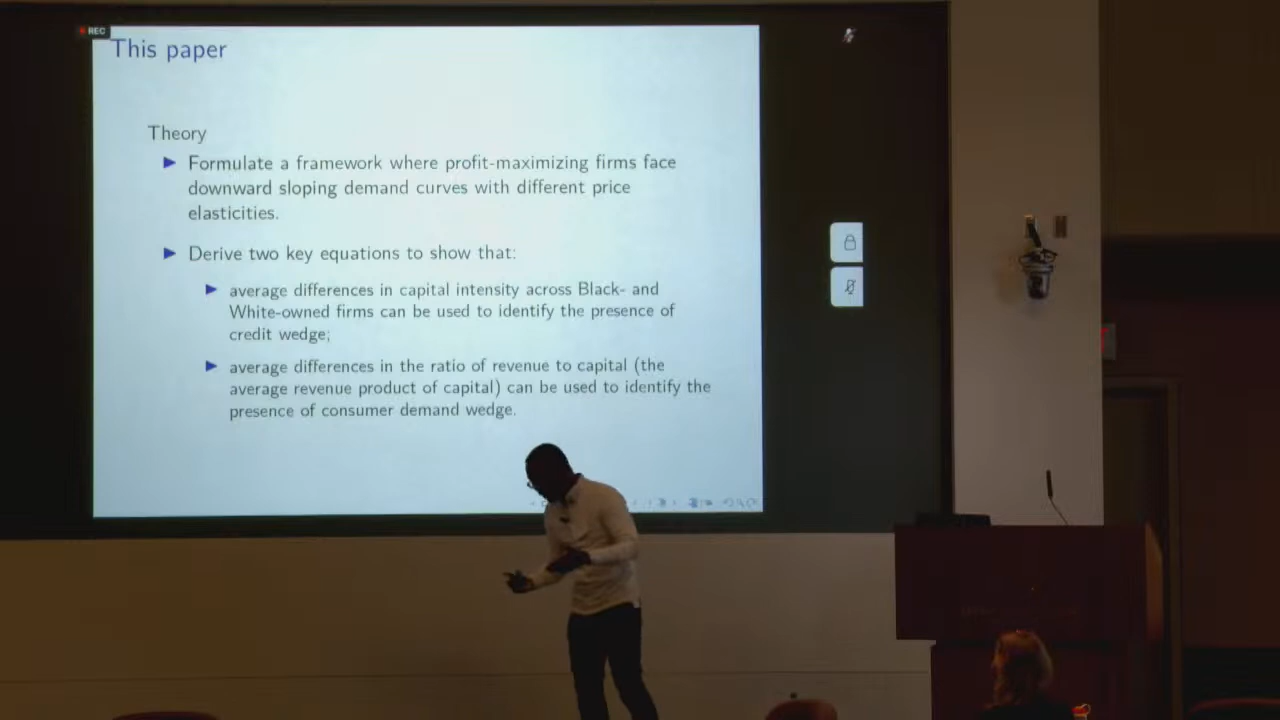 REC
This paper
Theory
Formulate a framework where profit-maximizing firms face
downward sloping demand curves with different price
elasticities.
Derive two key equations to show that:
average differences in capital intensity across Black- and
White-owned firms can be used to identify the presence of
credit wedge;
average differences in the ratio of revenue to capital (the
average revenue product of capital) can be used to identify the
presence of consumer demand wedge.